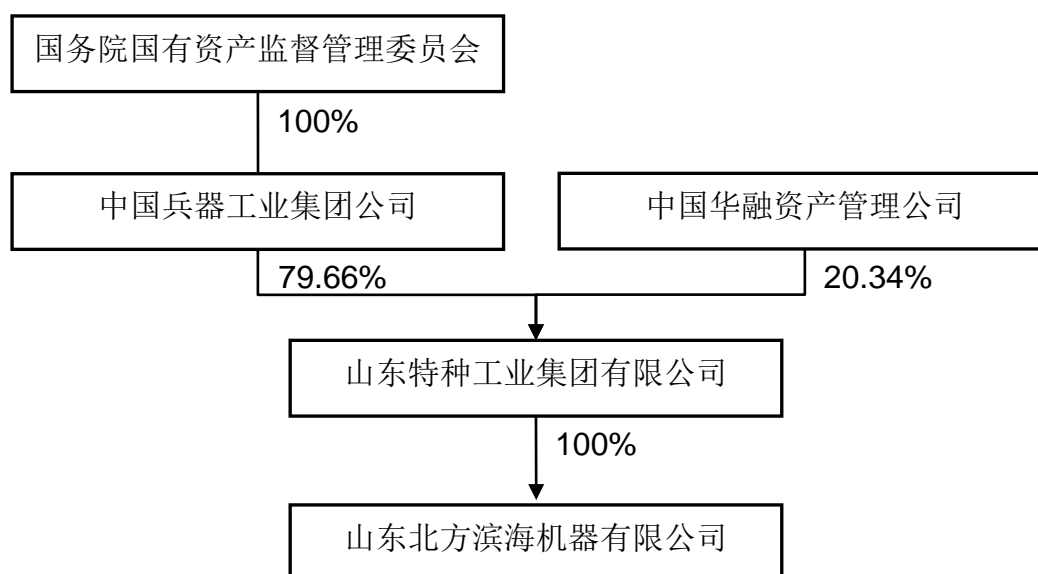 国务院国有资产监督管理委员会
100%
中国兵器工业集团公司
中国华融资产管理公司
79.66%
20.34%
山东特种工业集团有限公司
100%
山东北方滨海机器有限公司